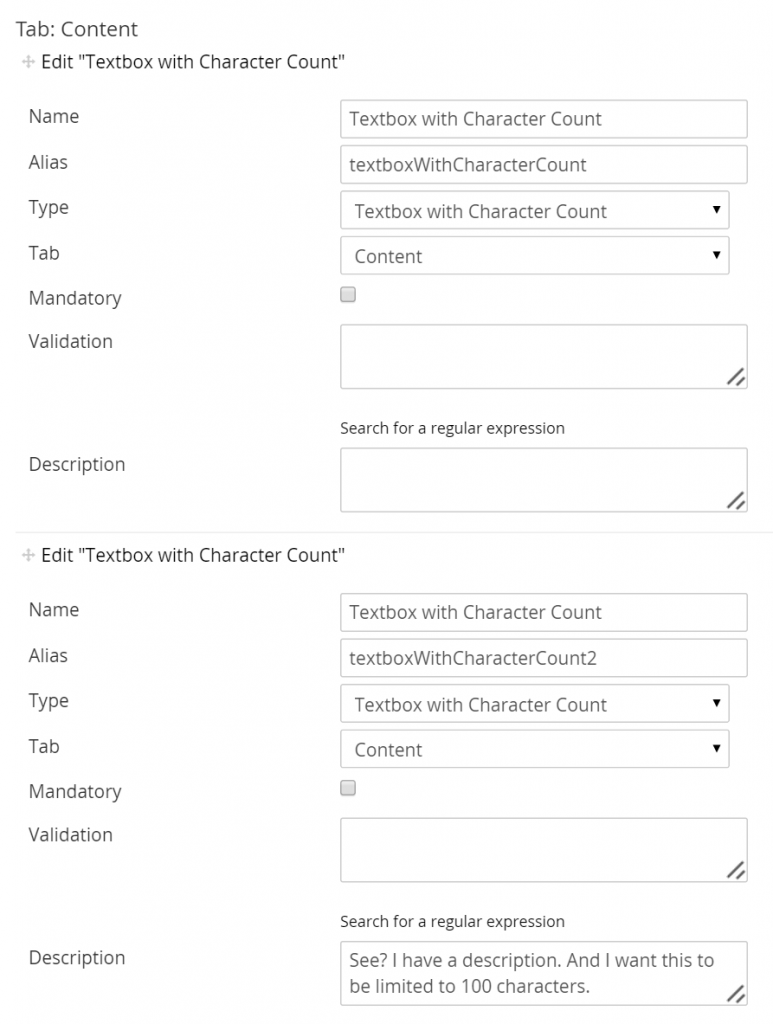 Tab: Content
Edit "Textbox with Character Count"
Name Textbox with Character Count
Alias textboxWithCharacterCount
Type Textbox with Character Count
Tab Content
Mandatory
Validation
Search for a regular expression
Description
Edit "Textbox with Character Count"
Name Textbox with Character Count
Alias textboxWithCharacterCount2
Type Textbox with Character Count
Tab Content
Mandatory
Validation
Search for a regular expression
Description See? I have a description. And I want this to
be limited to 100 characters.